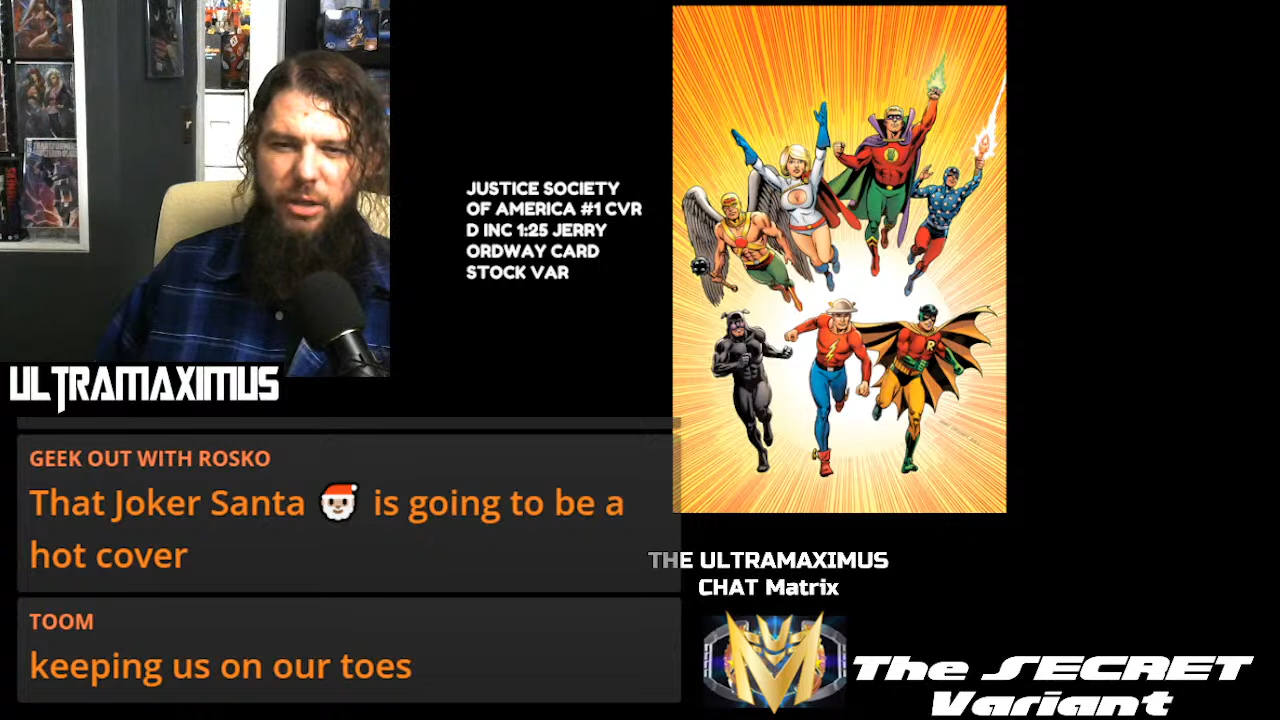 JUSTICE SOCIETY
OF AMERICA #1 CVR
D INC 1:25 JERRY
ORDWAY CARD
STOCK VAR
ULTRAMAXIMUS
GEEK OUT WITH ROSKO
That Joker Santa 🎅 is going to be a
hot cover
TOOM
keeping us on our toes
THE ULTRAMAXIMUS
CHAT Matrix
The SECRET
Variant
R